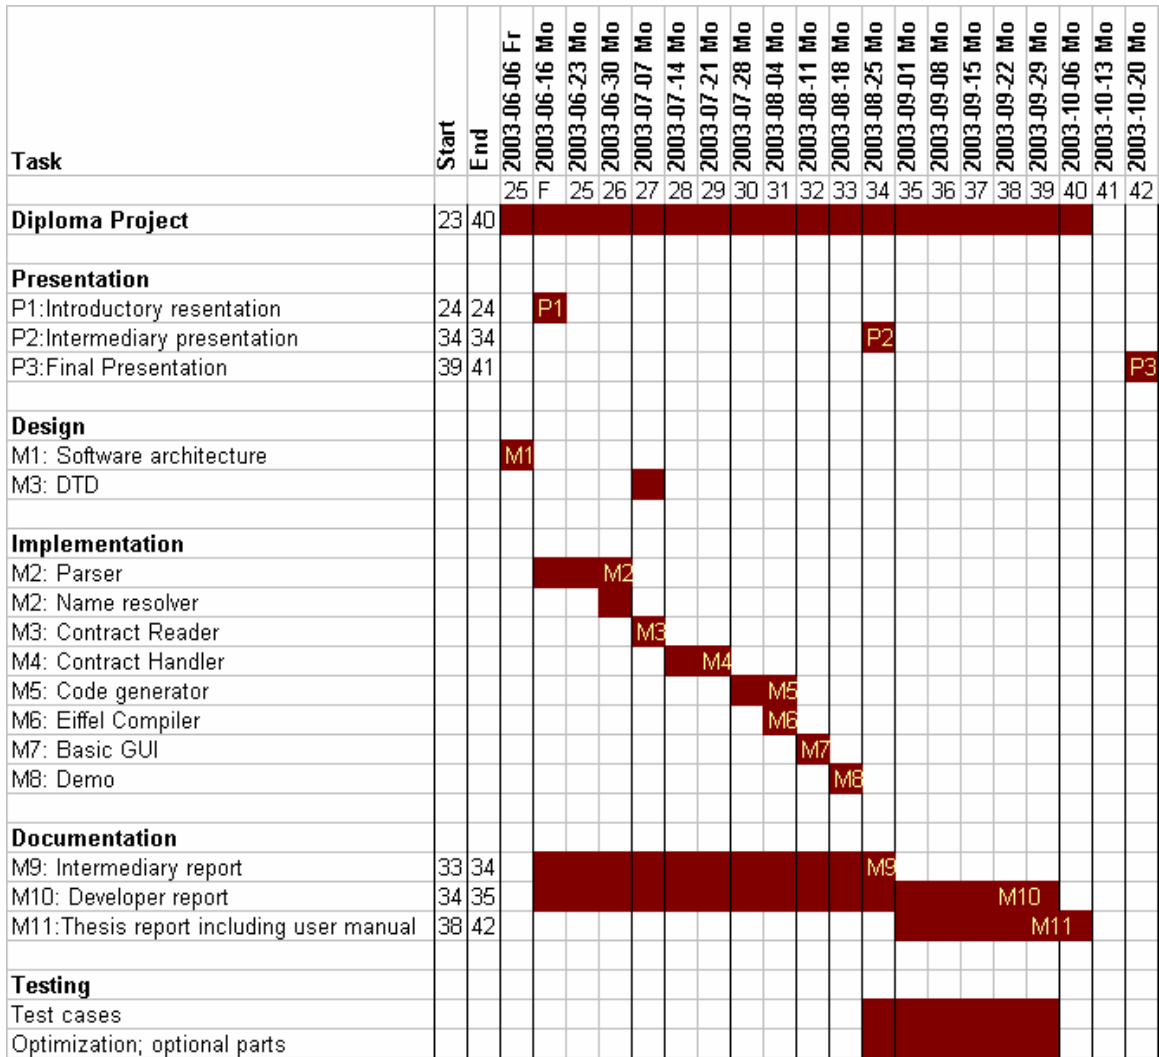 Task Start End 2003-06-06 Fr 2003-06-16 Mo 2003-06-23 Mo 2003-06-30 Mo 2003-07-07 Mo 2003-07-14 Mo 2003-07-21 Mo 2003-07-28 Mo 2003-08-04 Mo 2003-08-11 Mo 2003-08-18 Mo 2003-08-25 Mo 2003-09-01 Mo 2003-09-08 Mo 2003-09-15 Mo 2003-09-22 Mo 2003-09-29 Mo 2003-10-06 Mo 2003-10-13 Mo 2003-10-20 Mo
25 F 25 26 27 28 29 30 31 32 33 34 35 36 37 38 39 40 41 42
Diploma Project 23 40
Presentation
P1:Introductory resentation 24 24 P1
P2:Intermediary presentation 34 34 P2
P3:Final Presentation 39 41 P3
Design
M1: Software architecture M1
M3: DTD
Implementation
M2: Parser M2
M2: Name resolver
M3: Contract Reader M3
M4: Contract Handler M4
M5: Code generator M5
M6: Eiffel Compiler M6
M7: Basic GUI M7
M8: Demo M8
Documentation
M9: Intermediary report 33 34 M9
M10: Developer report 34 35 M10
M11:Thesis report including user manual 38 42 M11
Testing
Test cases
Optimization; optional parts